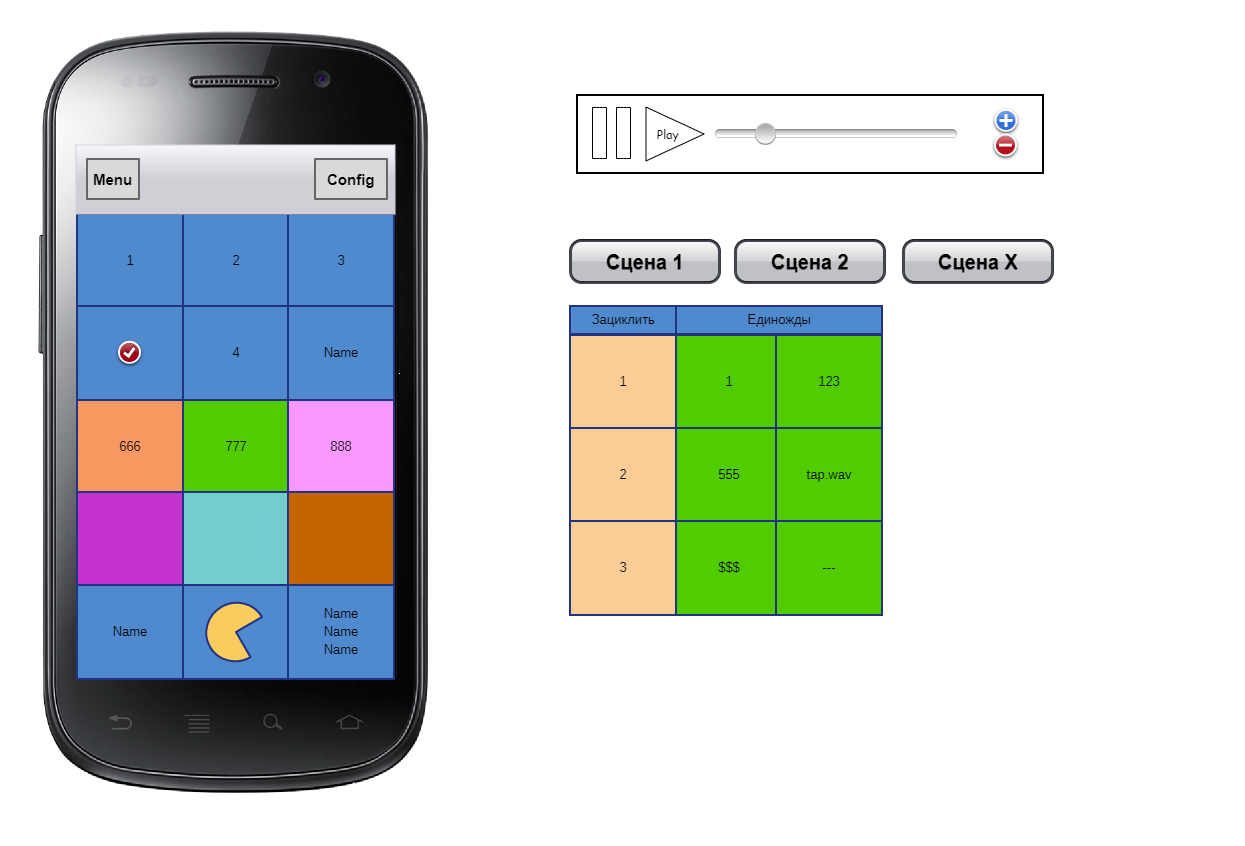 Menu
Config
1
2
3
4
Name
666
777
888
Name
Name
Name
Name
Play
Сцена 1
Сцена 2
Сцена X
Зациклить
Единожды
1
1
123
2
555
tap.wav
3
$$$
---